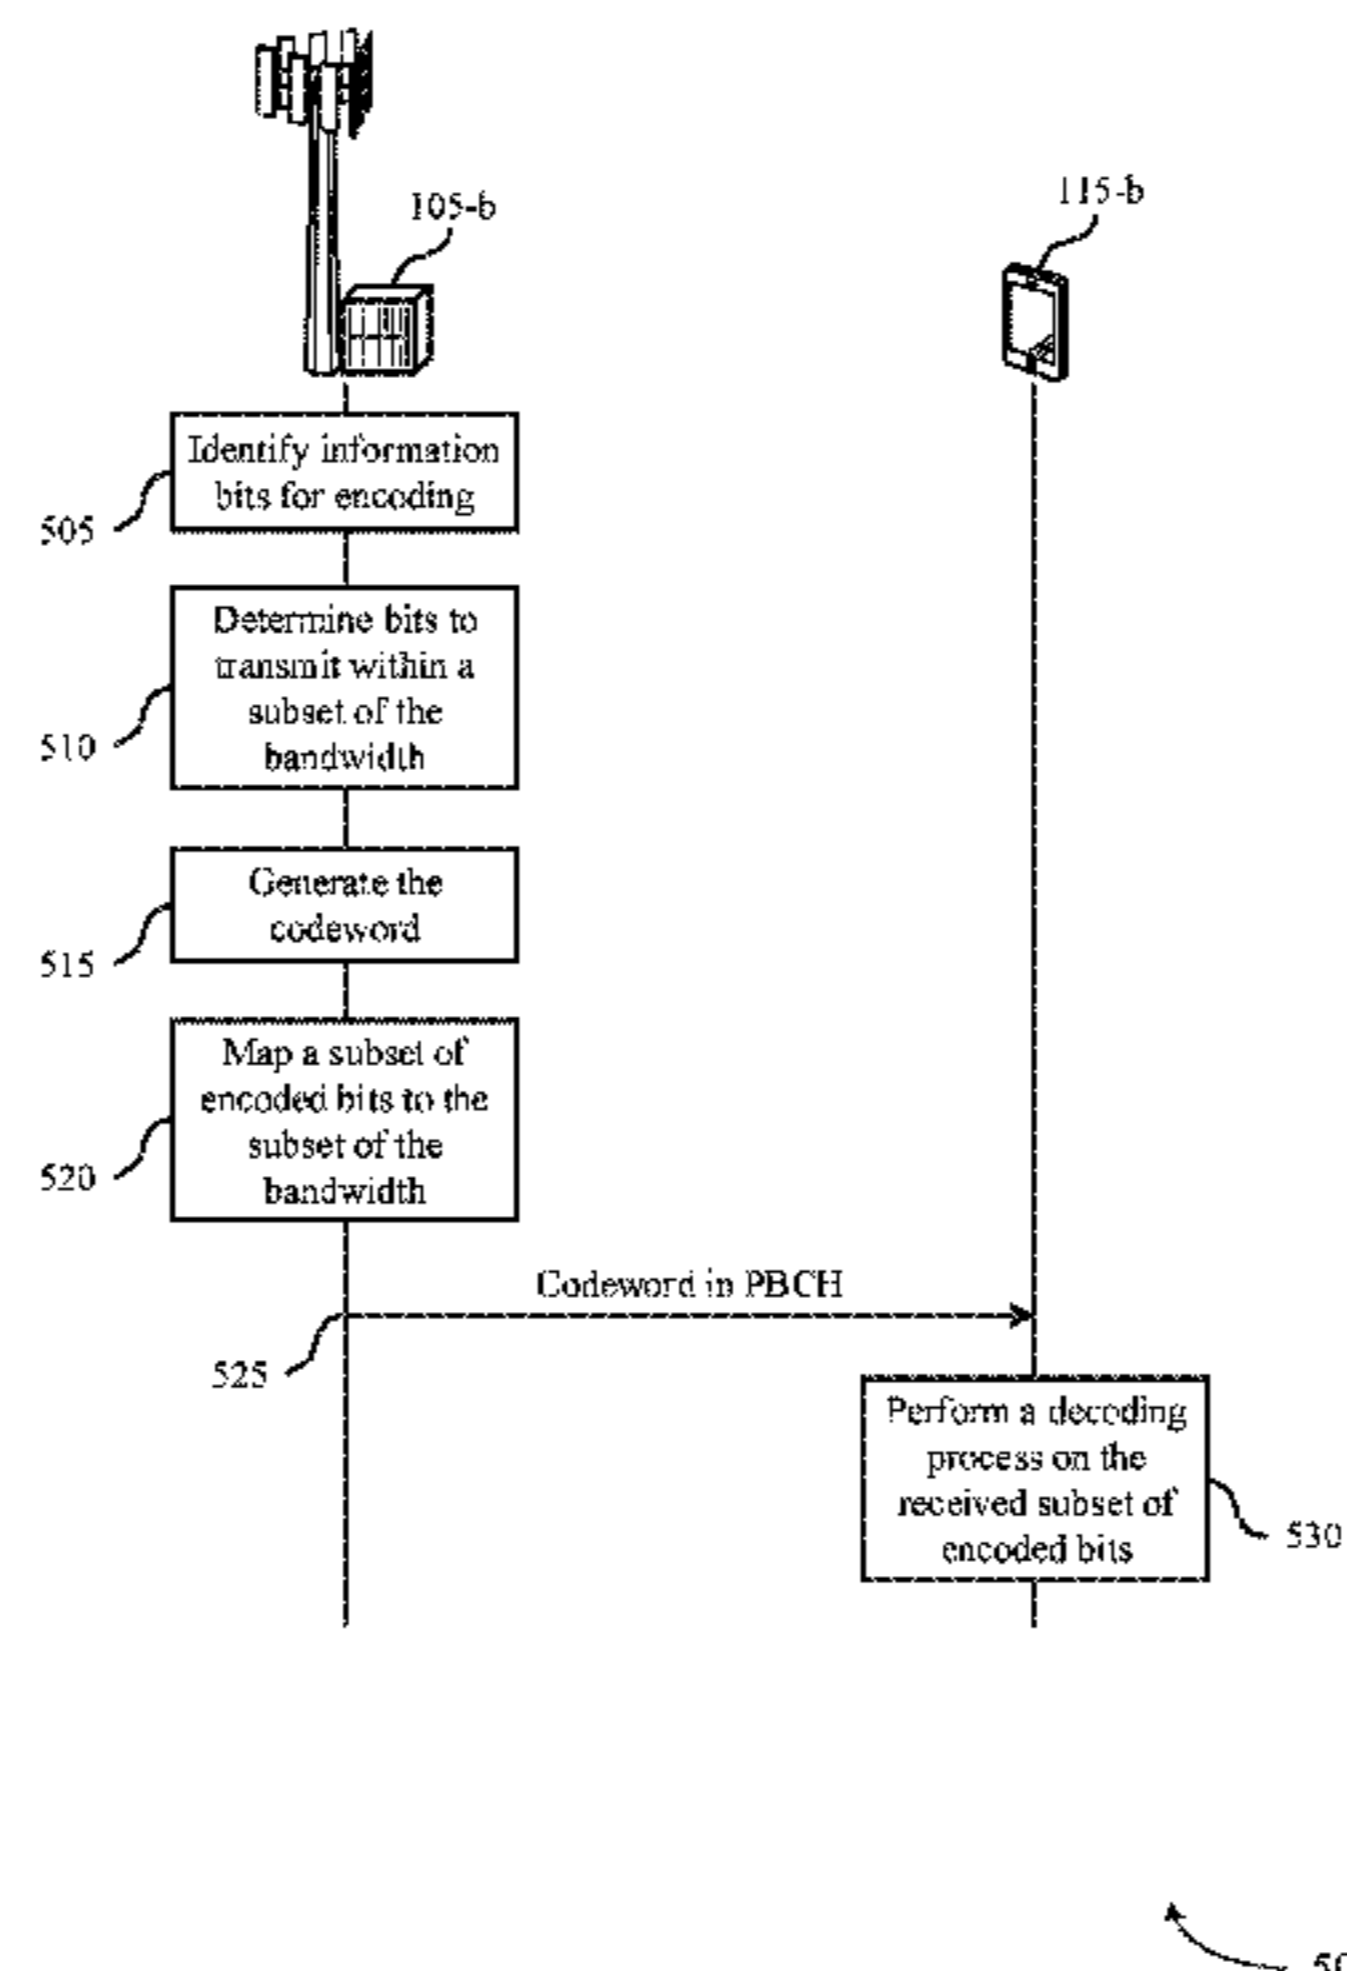 105-b
115-b
Identify information
bits for encoding
505
Determine bits to
transmit within a
subset of the
bandwidth
510
Generate the
codeword
515
Map a subset of
encoded bits to the
subset of the
bandwidth
520
Codeword in PBCH
525
Perform a decoding
process on the
received subset of
encoded bits
530